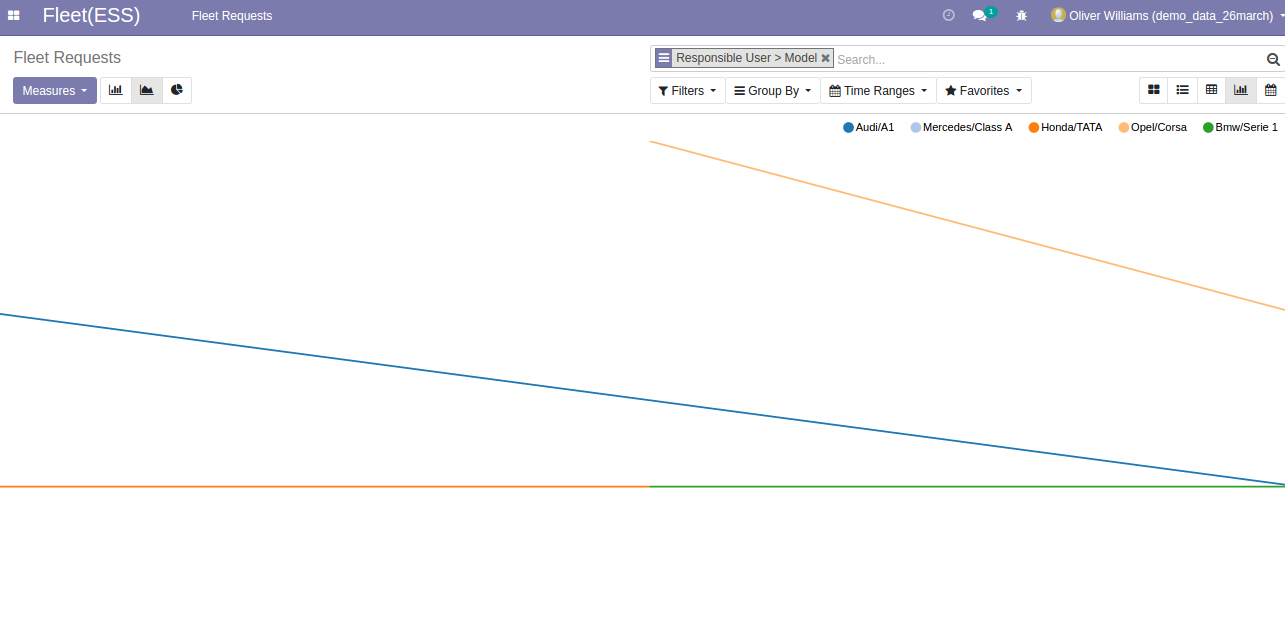 Fleet(ESS) Fleet Requests 1 Oliver Williams (demo_data_26march)
Fleet Requests
Responsible User > Model Search...
Measures Filters Group By Time Ranges Favorites
Audi/A1 Mercedes/Class A Honda/TATA Opel/Corsa Bmw/Serie 1